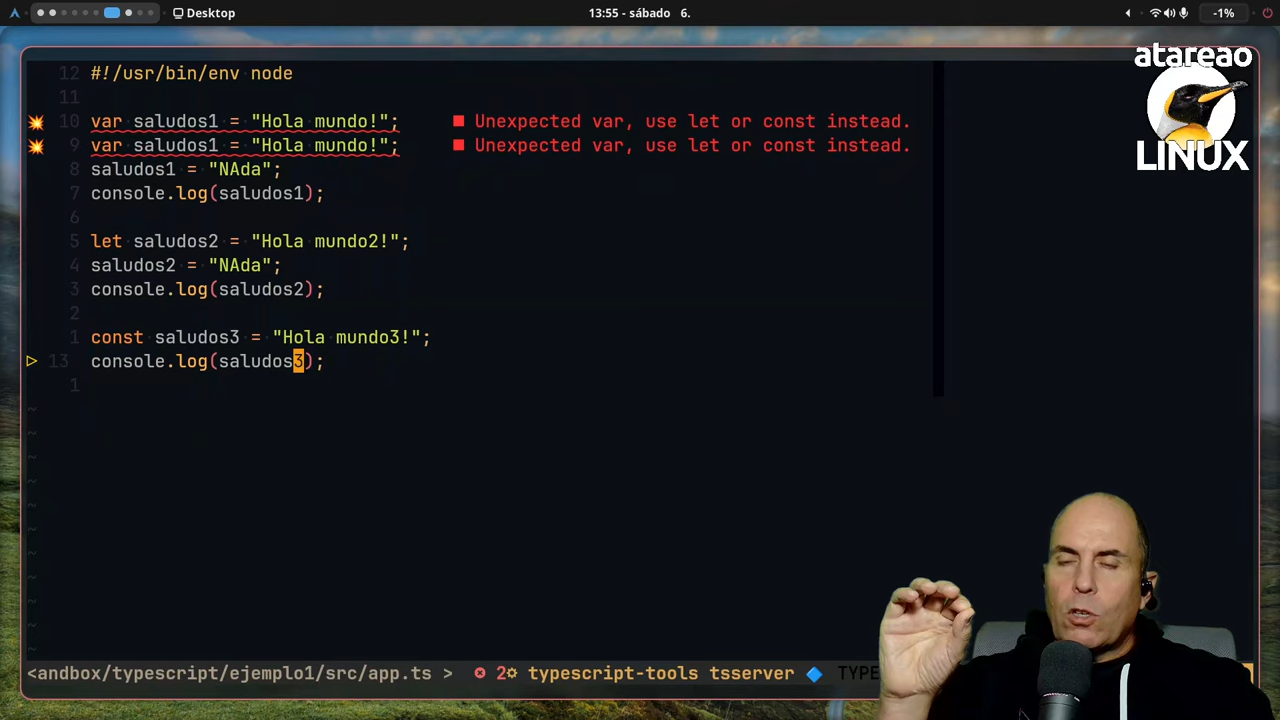 Desktop
13:55 - sábado 6.
-1%
atareao
LINUX
12 #!/usr/bin/env node
11
10 var saludos1 = "Hola mundo!"; ■ Unexpected var, use let or const instead.
9 var saludos1 = "Hola mundo!"; ■ Unexpected var, use let or const instead.
8 saludos1 = "NAda";
7 console.log(saludos1);
6
5 let saludos2 = "Hola mundo2!";
4 saludos2 = "NAda";
3 console.log(saludos2);
2
1 const saludos3 = "Hola mundo3!";
13 console.log(saludos3);
1
<andbox/typescript/ejemplo1/src/app.ts > 2 typescript-tools tsserver TYPE